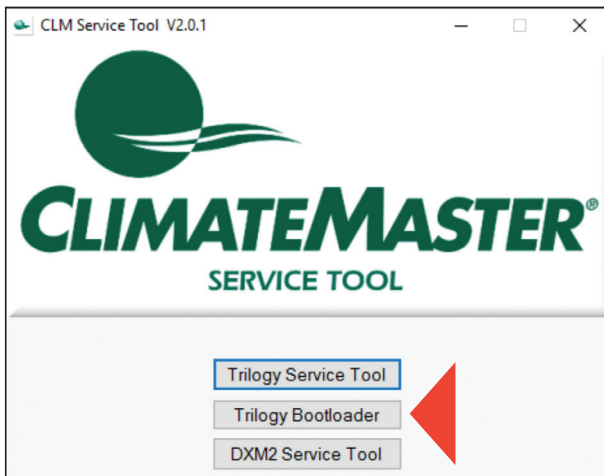 CLM Service Tool V2.0.1
CLIMATEMASTER®
SERVICE TOOL
Trilogy Service Tool
Trilogy Bootloader
DXM2 Service Tool